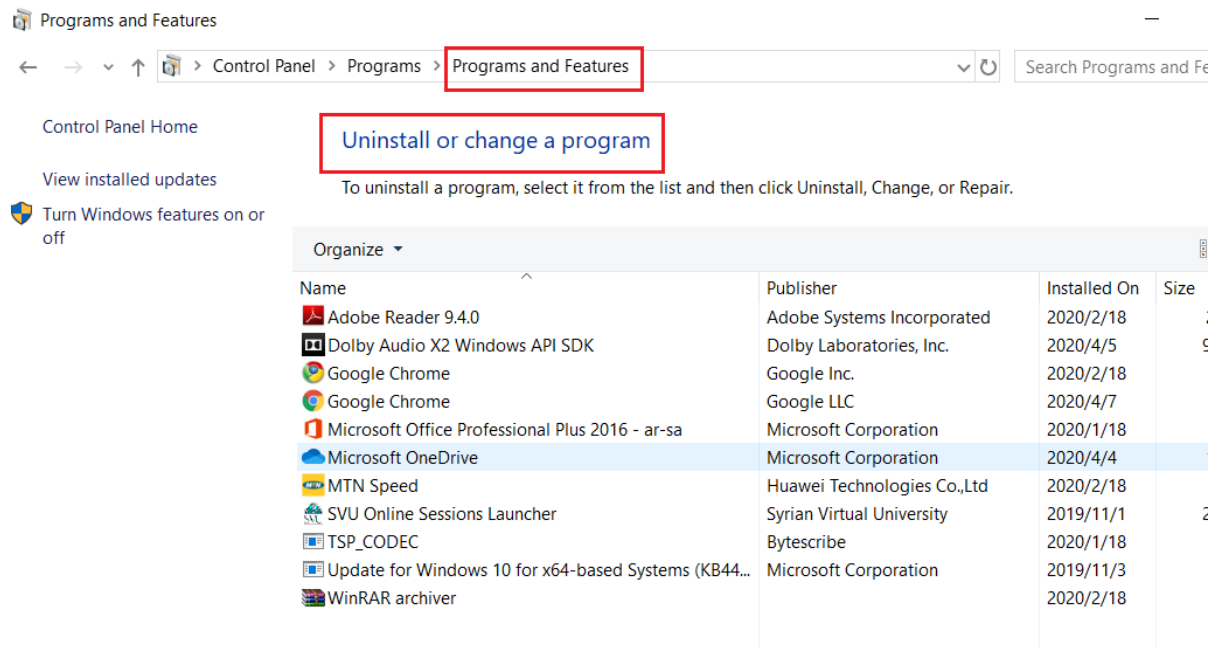 Programs and Features
Control Panel > Programs > Programs and Features
Search Programs and Fe
Control Panel Home
View installed updates
Turn Windows features on or
off
Uninstall or change a program
To uninstall a program, select it from the list and then click Uninstall, Change, or Repair.
Organize
Name Publisher Installed On Size
Adobe Reader 9.4.0 Adobe Systems Incorporated 2020/2/18
Dolby Audio X2 Windows API SDK Dolby Laboratories, Inc. 2020/4/5
Google Chrome Google Inc. 2020/2/18
Google Chrome Google LLC 2020/4/7
Microsoft Office Professional Plus 2016 - ar-sa Microsoft Corporation 2020/1/18
Microsoft OneDrive Microsoft Corporation 2020/4/4
MTN Speed Huawei Technologies Co.,Ltd 2020/2/18
SVU Online Sessions Launcher Syrian Virtual University 2019/11/1
TSP_CODEC Bytescribe 2020/1/18
Update for Windows 10 for x64-based Systems (KB44... Microsoft Corporation 2019/11/3
WinRAR archiver 2020/2/18